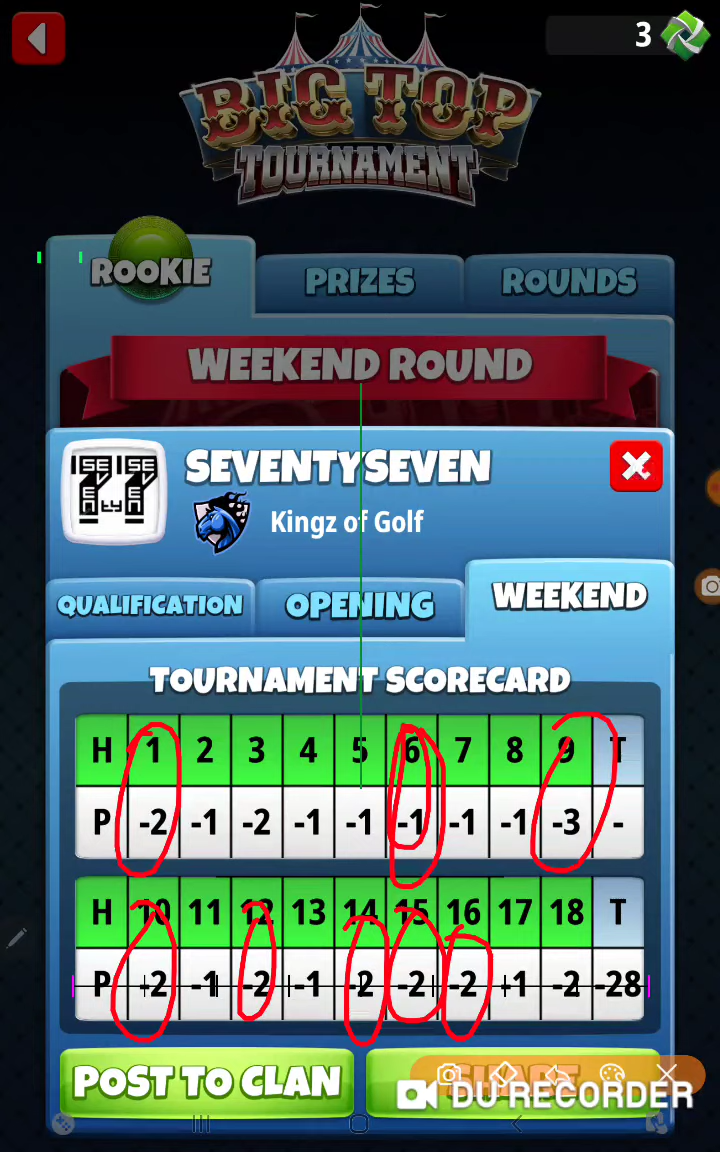 3
BIG TOP
TOURNAMENT
ROOKIE PRIZES ROUNDS
WEEKEND ROUND
SEVENTYSEVEN
Kingz of Golf
QUALIFICATION OPENING WEEKEND
TOURNAMENT SCORECARD
H 1 2 3 4 5 6 7 8 9 T
P -2 -1 -2 -1 -1 -1 -1 -1 -3 -
H 10 11 12 13 14 15 16 17 18 T
P -2 -1 -2 -1 -2 -2 -2 -2 -28
POST TO CLAN
DU RECORDER